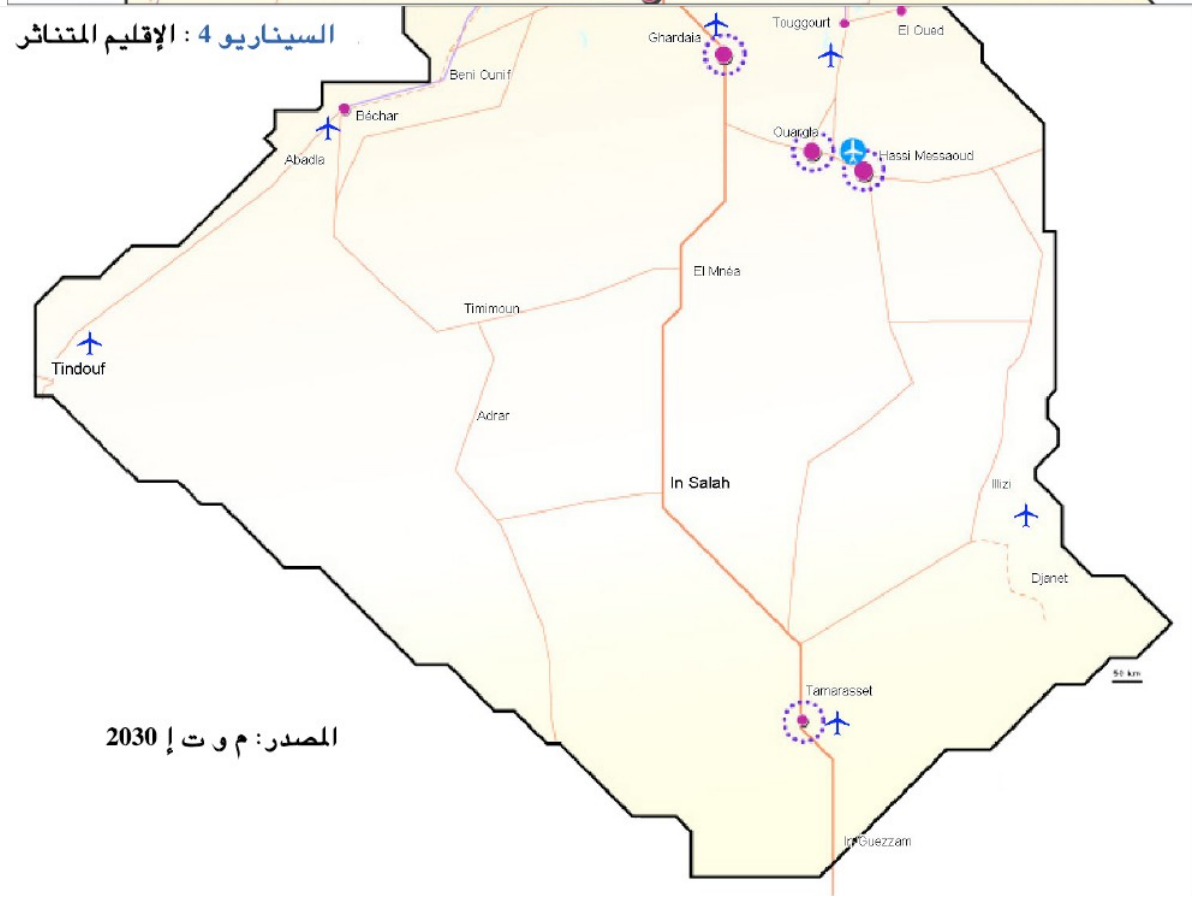 السيناريو 4 : الإقليم المتناثر
Touggourt
El Oued
Ghardaia
Beni Ounif
Béchar
Abadla
Ouargla
Hassi Messaoud
El Mnéa
Timimoun
Tindouf
Adrar
In Salah
Illizi
Djanet
50 km
Tamarasset
المصدر: م و ت إ 2030
In Guezzam